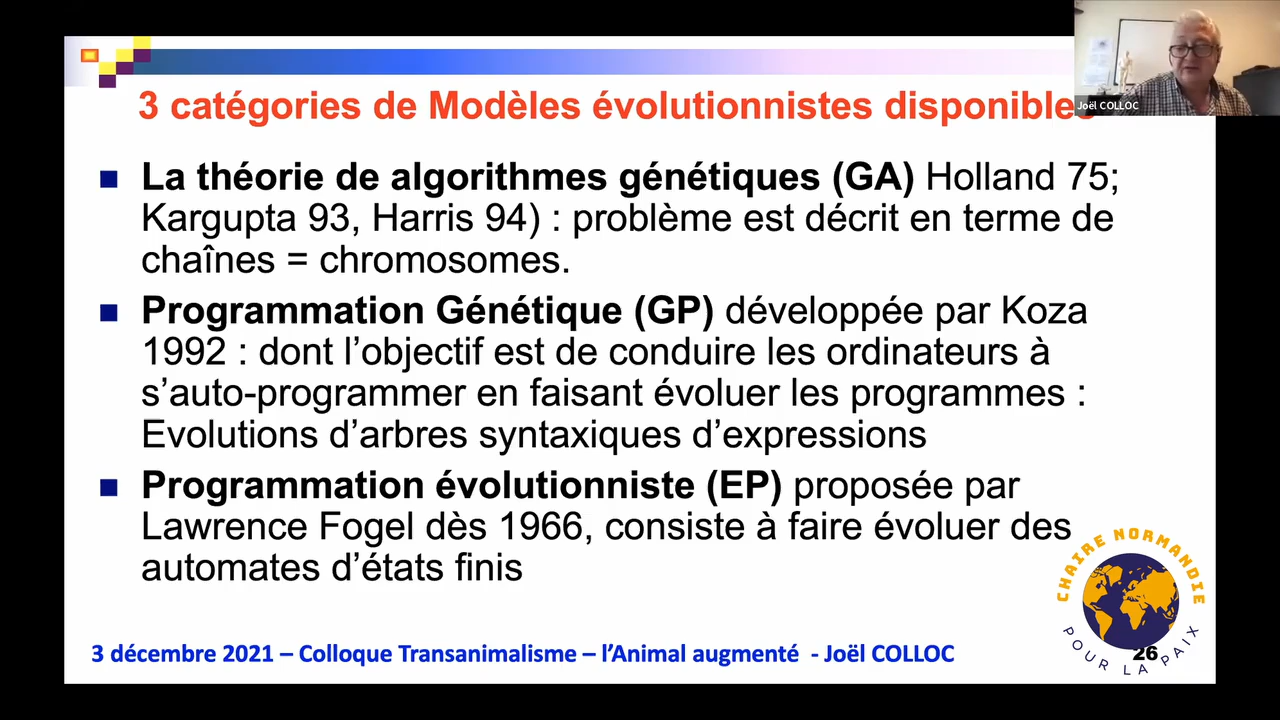 3 catégories de Modèles évolutionnistes disponibles
Joël COLLOC
La théorie de algorithmes génétiques (GA) Holland 75;
Kargupta 93, Harris 94) : problème est décrit en terme de
chaînes = chromosomes.
Programmation Génétique (GP) développée par Koza
1992 : dont l’objectif est de conduire les ordinateurs à
s’auto-programmer en faisant évoluer les programmes :
Evolutions d’arbres syntaxiques d’expressions
Programmation évolutionniste (EP) proposée par
Lawrence Fogel dès 1966, consiste à faire évoluer des
automates d’états finis
CHAIRE NORMANDIE
POUR LA PAIX
3 décembre 2021 – Colloque Transanimalisme – l’Animal augmenté - Joël COLLOC
26